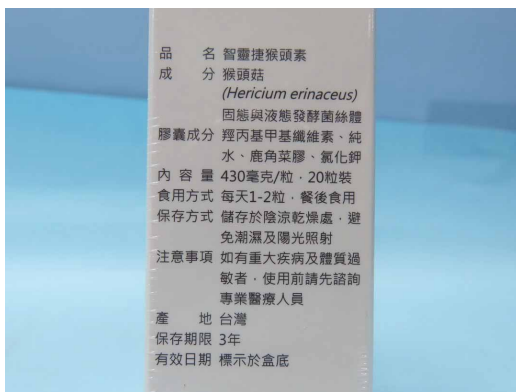 品名 智靈捷猴頭素
成分 猴頭菇
(Hericium erinaceus)
固態與液態發酵菌絲體
膠囊成分 羥丙基甲基纖維素、純
水、鹿角菜膠、氯化鉀
內容量 430毫克/粒．20粒裝
食用方式 每天1-2粒，餐後食用
保存方式 儲存於陰涼乾燥處，避
免潮濕及陽光照射
注意事項 如有重大疾病及體質過
敏者，使用前請先諮詢
專業醫療人員
產地 台灣
保存期限 3年
有效日期 標示於盒底